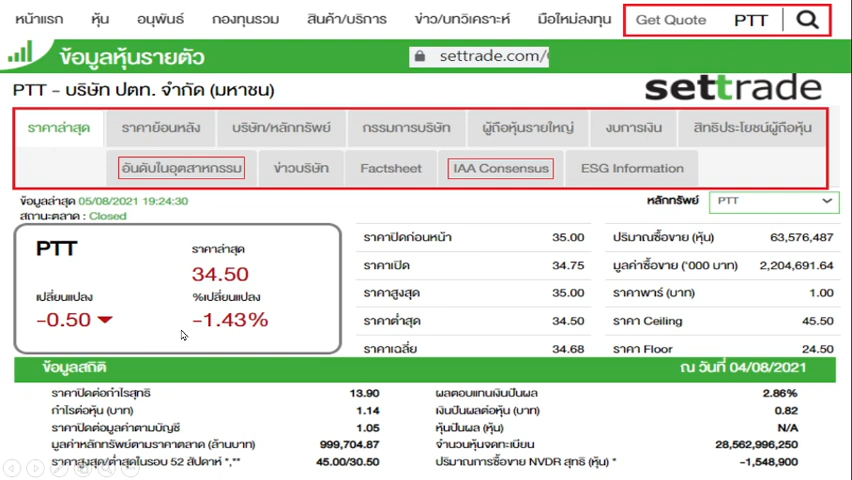 หน้าแรก หุ้น อนุพันธ์ กองทุนรวม สินค้า/บริการ ข่าว/บทวิเคราะห์ มือใหม่ลงทุน Get Quote PTT
ข้อมูลหุ้นรายตัว settrade.com/
PTT - บริษัท ปตท. จำกัด (มหาชน) settrade
ราคาล่าสุด ราคาย้อนหลัง บริษัท/หลักทรัพย์ กรรมการบริษัท ผู้ถือหุ้นรายใหญ่ งบการเงิน สิทธิประโยชน์ผู้ถือหุ้น
อันดับในอุตสาหกรรม ข่าวบริษัท Factsheet IAA Consensus ESG Information
ข้อมูลล่าสุด 05/08/2021 19:24:30 หลักทรัพย์ PTT
สถานะตลาด : Closed
PTT ราคาล่าสุด
34.50
เปลี่ยนแปลง %เปลี่ยนแปลง
-0.50 -1.43%
ราคาปิดก่อนหน้า 35.00 ปริมาณซื้อขาย (หุ้น) 63,576,487
ราคาเปิด 34.75 มูลค่าซื้อขาย ('000 บาท) 2,204,691.64
ราคาสูงสุด 35.00 ราคาพาร์ (บาท) 1.00
ราคาต่ำสุด 34.50 ราคา Ceiling 45.50
ราคาเฉลี่ย 34.68 ราคา Floor 24.50
ข้อมูลสถิติ ณ วันที่ 04/08/2021
ราคาปิดต่อกำไรสุทธิ 13.90 ผลตอบแทนเงินปันผล 2.86%
กำไรต่อหุ้น (บาท) 1.14 เงินปันผลต่อหุ้น (บาท) 0.82
ราคาปิดต่อมูลค่าตามบัญชี 1.05 หุ้นปันผล (หุ้น) N/A
มูลค่าหลักทรัพย์ตามราคาตลาด (ล้านบาท) 999,704.87 จำนวนหุ้นจดทะเบียน 28,562,996,250
ราคาสูงสุด/ต่ำสุดในรอบ 52 สัปดาห์ *,** 45.00/30.50 ปริมาณการซื้อขาย NVDR สุทธิ (หุ้น) * -1,548,900